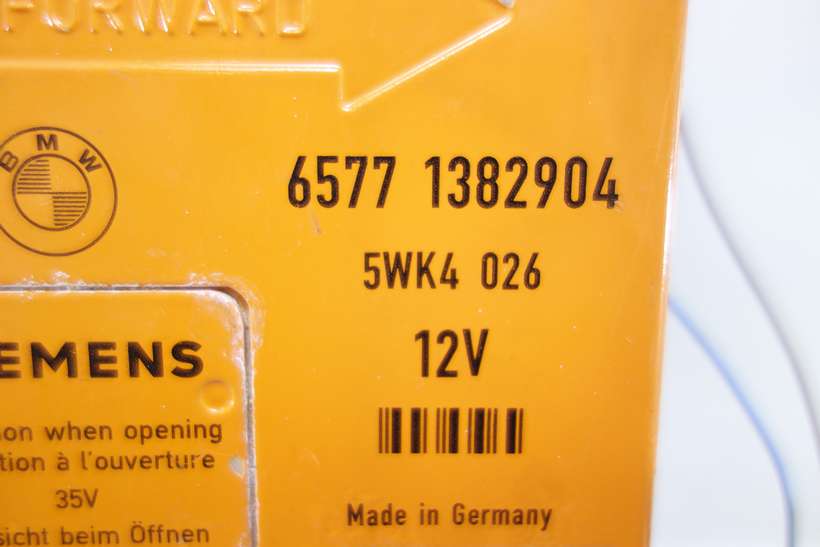 FORWARD
BMW
6577 1382904
5WK4 026
12V
EMENS
on when opening
tion à l'ouverture
35V
sicht beim Öffnen
Made in Germany